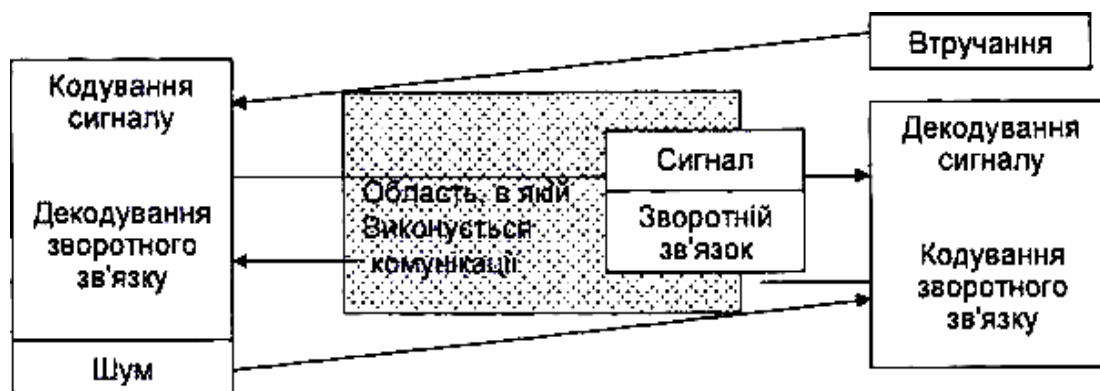 Втручання
Кодування
сигналу
Декодування
зворотного
зв'язку
Шум
Область, в якій
Виконується
комунікації
Сигнал
Зворотній
зв'язок
Декодування
сигналу
Кодування
зворотного
зв'язку